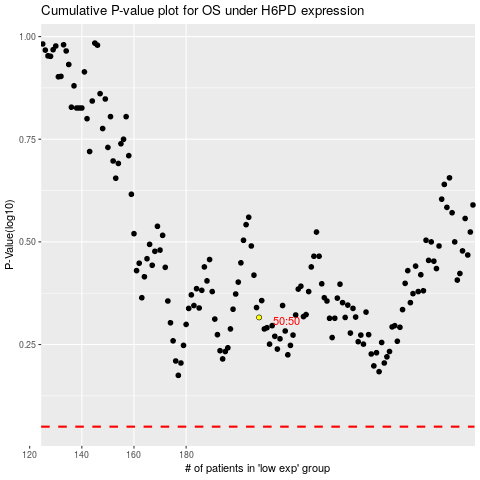 Cumulative P-value plot for OS under H6PD expression
P-Value(log10)
1.00
0.75
0.50
0.25
50:50
120 140 160 180
# of patients in 'low exp' group